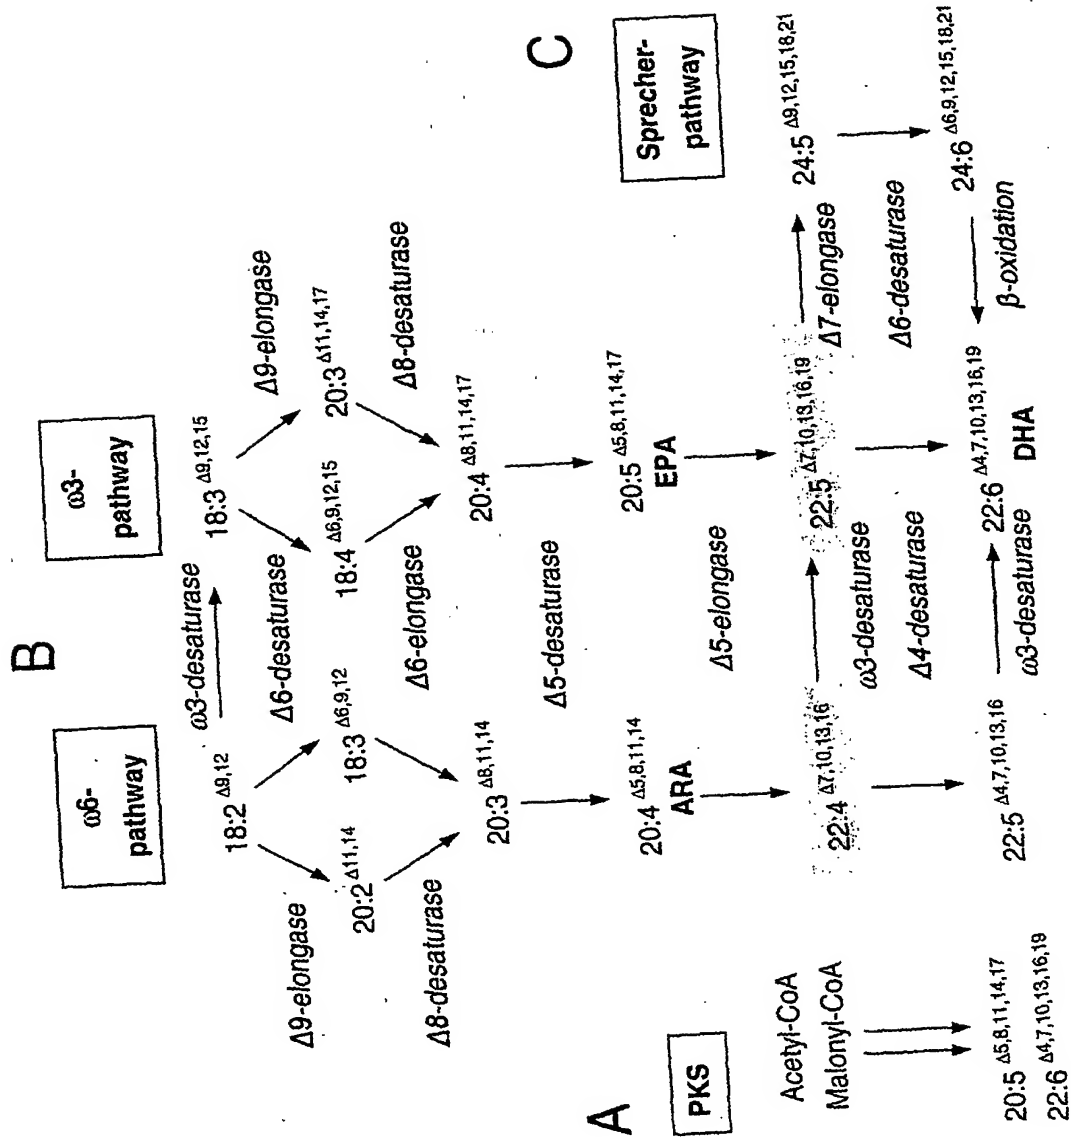 A
PKS
Acetyl-CoA
Malonyl-CoA
20:5 Δ5,8,11,14,17
22:6 Δ4,7,10,13,16,19
B
ω6-
pathway
ω3-
pathway
18:2 Δ9,12
ω3-desaturase
18:3 Δ9,12,15
Δ9-elongase
Δ6-desaturase
Δ9-elongase
20:2 Δ11,14
18:3 Δ6,9,12
18:4 Δ6,9,12,15
20:3 Δ11,14,17
Δ8-desaturase
Δ6-elongase
Δ8-desaturase
20:3 Δ8,11,14
20:4 Δ8,11,14,17
Δ5-desaturase
20:4 Δ5,8,11,14
ARA
20:5 Δ5,8,11,14,17
EPA
Δ5-elongase
22:4 Δ7,10,13,16
22:5 Δ7,10,13,16,19
ω3-desaturase
Δ4-desaturase
22:5 Δ4,7,10,13,16
ω3-desaturase
22:6 Δ4,7,10,13,16,19
DHA
C
Sprecher-
pathway
Δ7-elongase
24:5 Δ9,12,15,18,21
Δ6-desaturase
24:6 Δ6,9,12,15,18,21
β-oxidation